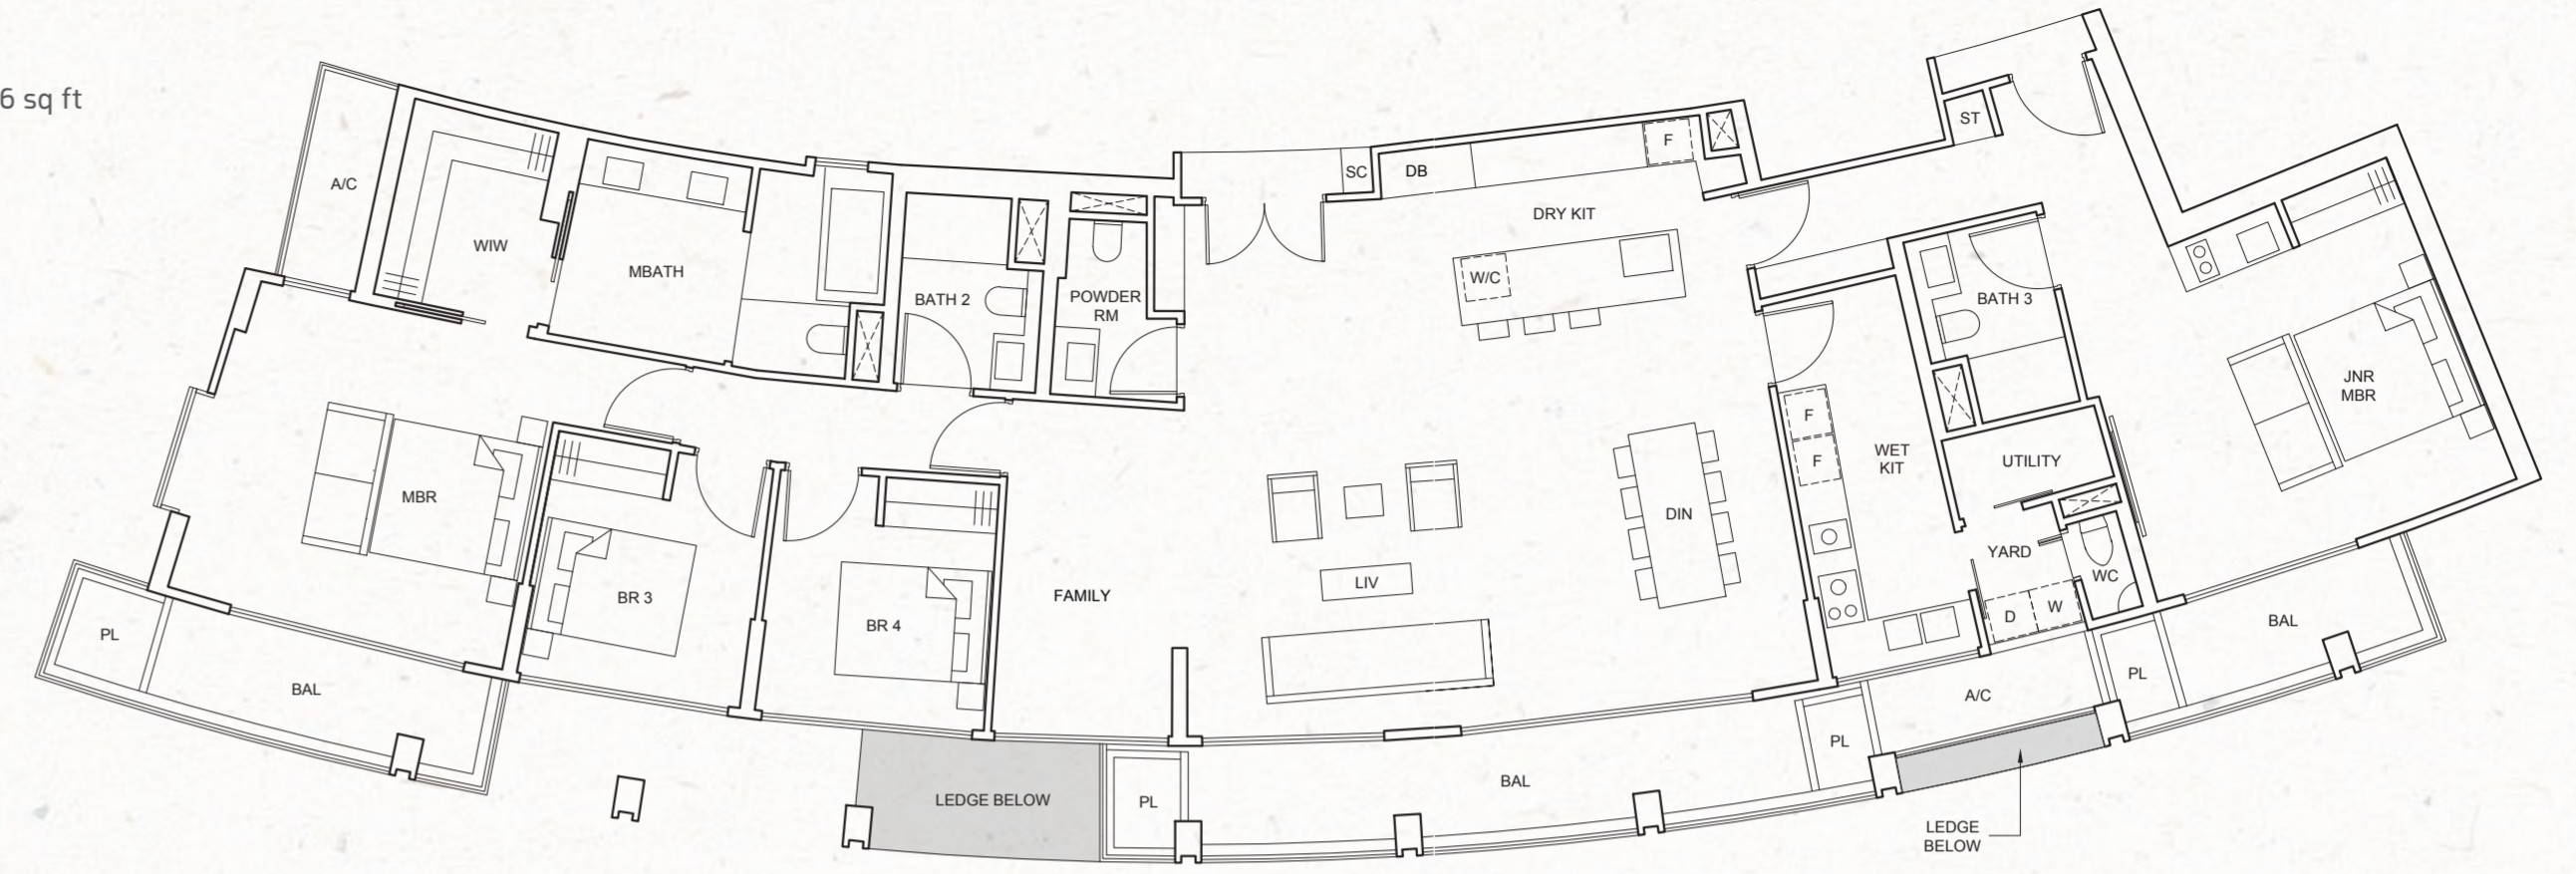 6 sq ft
A/C
WIW
MBATH
BATH 2
POWDER
RM
SC
DB
F
DRY KIT
W/C
ST
BATH 3
JNR
MBR
MBR
BR 3
BR 4
FAMILY
LIV
DIN
F
F
WET
KIT
UTILITY
YARD
WC
D
W
PL
BAL
LEDGE BELOW
PL
BAL
PL
A/C
PL
BAL
LEDGE
BELOW